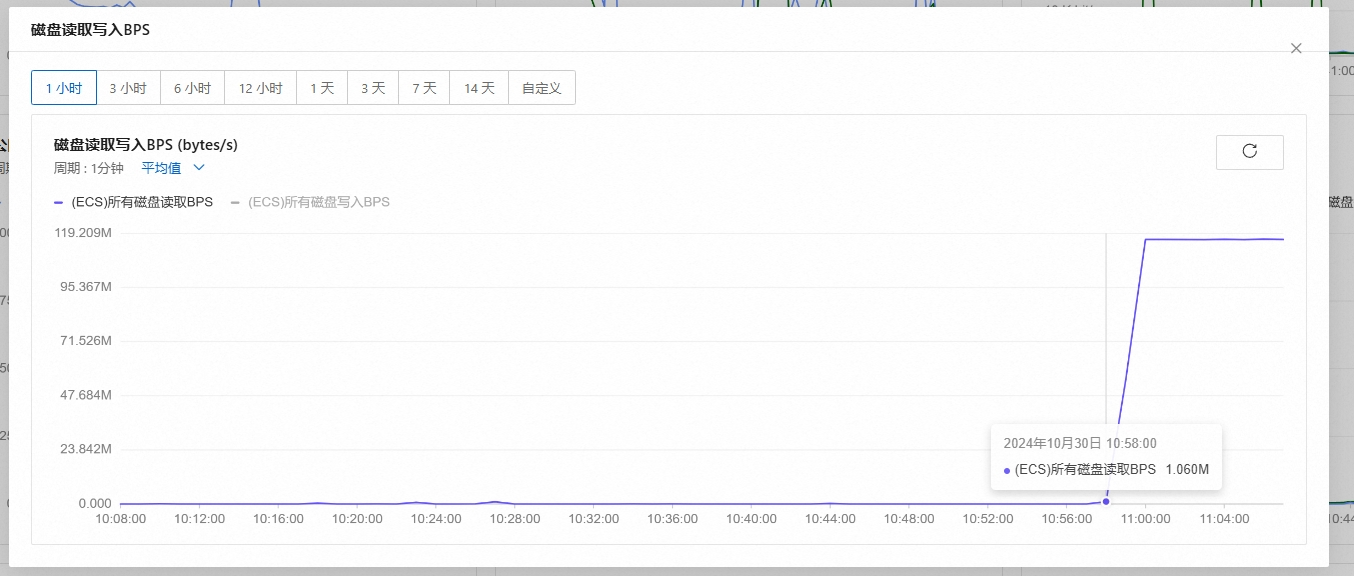 磁盘读取写入BPS
1 小时 3 小时 6 小时 12 小时 1 天 3 天 7 天 14 天 自定义
磁盘读取写入BPS (bytes/s)
周期 : 1分钟 平均值
(ECS)所有磁盘读取BPS (ECS)所有磁盘写入BPS
119.209M
95.367M
71.526M
47.684M
23.842M
0.000
2024年10月30日 10:58:00
(ECS)所有磁盘读取BPS 1.060M
10:08:00 10:12:00 10:16:00 10:20:00 10:24:00 10:28:00 10:32:00 10:36:00 10:40:00 10:44:00 10:48:00 10:52:00 10:56:00 11:00:00 11:04:00
磁盘